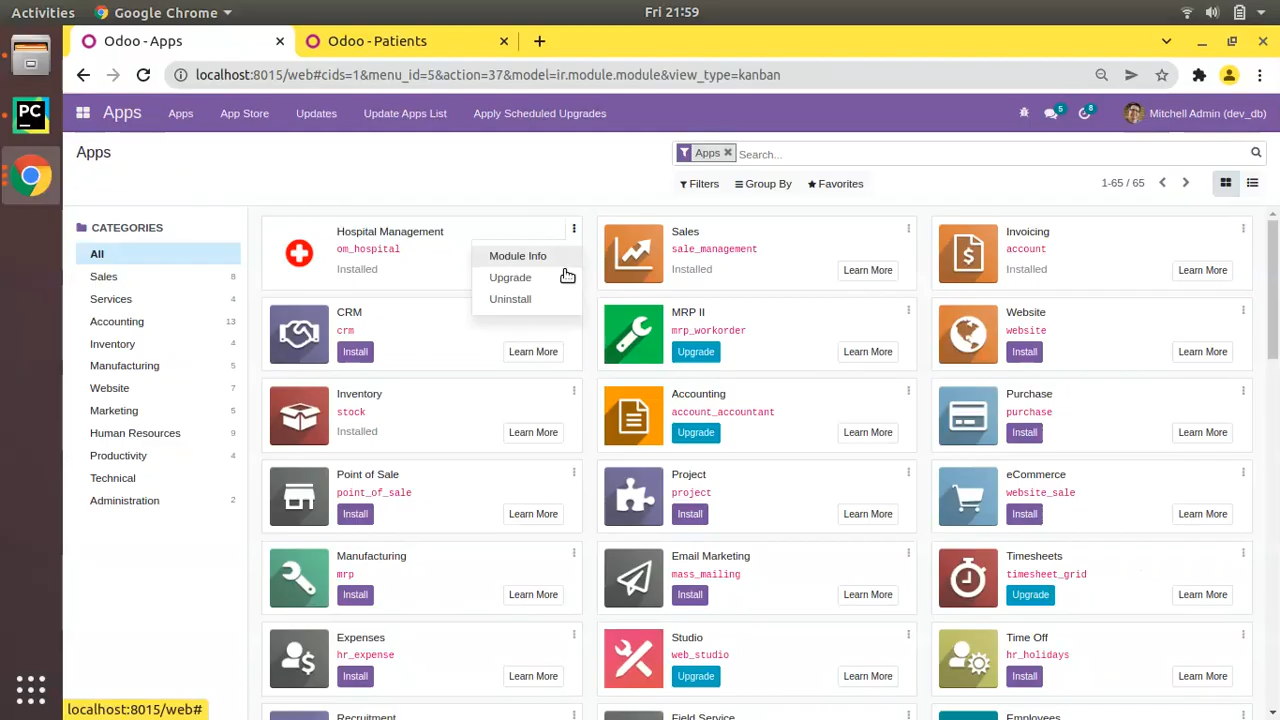 Activities Google Chrome Fri 21:59
Odoo - Apps Odoo - Patients
localhost:8015/web#cids=1&menu_id=5&action=37&model=ir.module.module&view_type=kanban
Apps Apps App Store Updates Update Apps List Apply Scheduled Upgrades 5 8 Mitchell Admin (dev_db)
Apps Apps Search...
Filters Group By Favorites 1-65 / 65
CATEGORIES
All
Sales 8
Services 4
Accounting 13
Inventory 4
Manufacturing 5
Website 7
Marketing 5
Human Resources 9
Productivity 4
Technical
Administration 2
Hospital Management
om_hospital
Installed
Module Info
Upgrade
Uninstall
Sales
sale_management
Installed Learn More
Invoicing
account
Installed Learn More
CRM
crm
Install Learn More
MRP II
mrp_workorder
Upgrade Learn More
Website
website
Install Learn More
Inventory
stock
Installed Learn More
Accounting
account_accountant
Upgrade Learn More
Purchase
purchase
Install Learn More
Point of Sale
point_of_sale
Install Learn More
Project
project
Install Learn More
eCommerce
website_sale
Install Learn More
Manufacturing
mrp
Install Learn More
Email Marketing
mass_mailing
Install Learn More
Timesheets
timesheet_grid
Upgrade Learn More
Expenses
hr_expense
Install Learn More
Studio
web_studio
Upgrade Learn More
Time Off
hr_holidays
Install Learn More
Recruitment
Field Service
Employees
PC
localhost:8015/web#